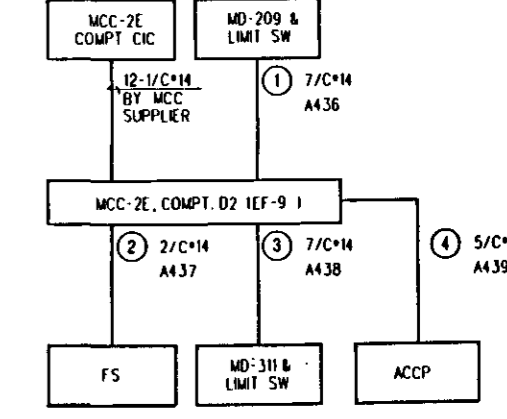 MCC-2E
COMPT CIC
MD-209 &
LIMIT SW
12-1/C#14
BY MCC
SUPPLIER
1
7/C#14
A436
MCC-2E, COMPT. D2 (EF-9 )
2
2/C#14
A437
3
7/C#14
A438
4
5/C#
A439
FS
MD-311 &
LIMIT SW
ACCP